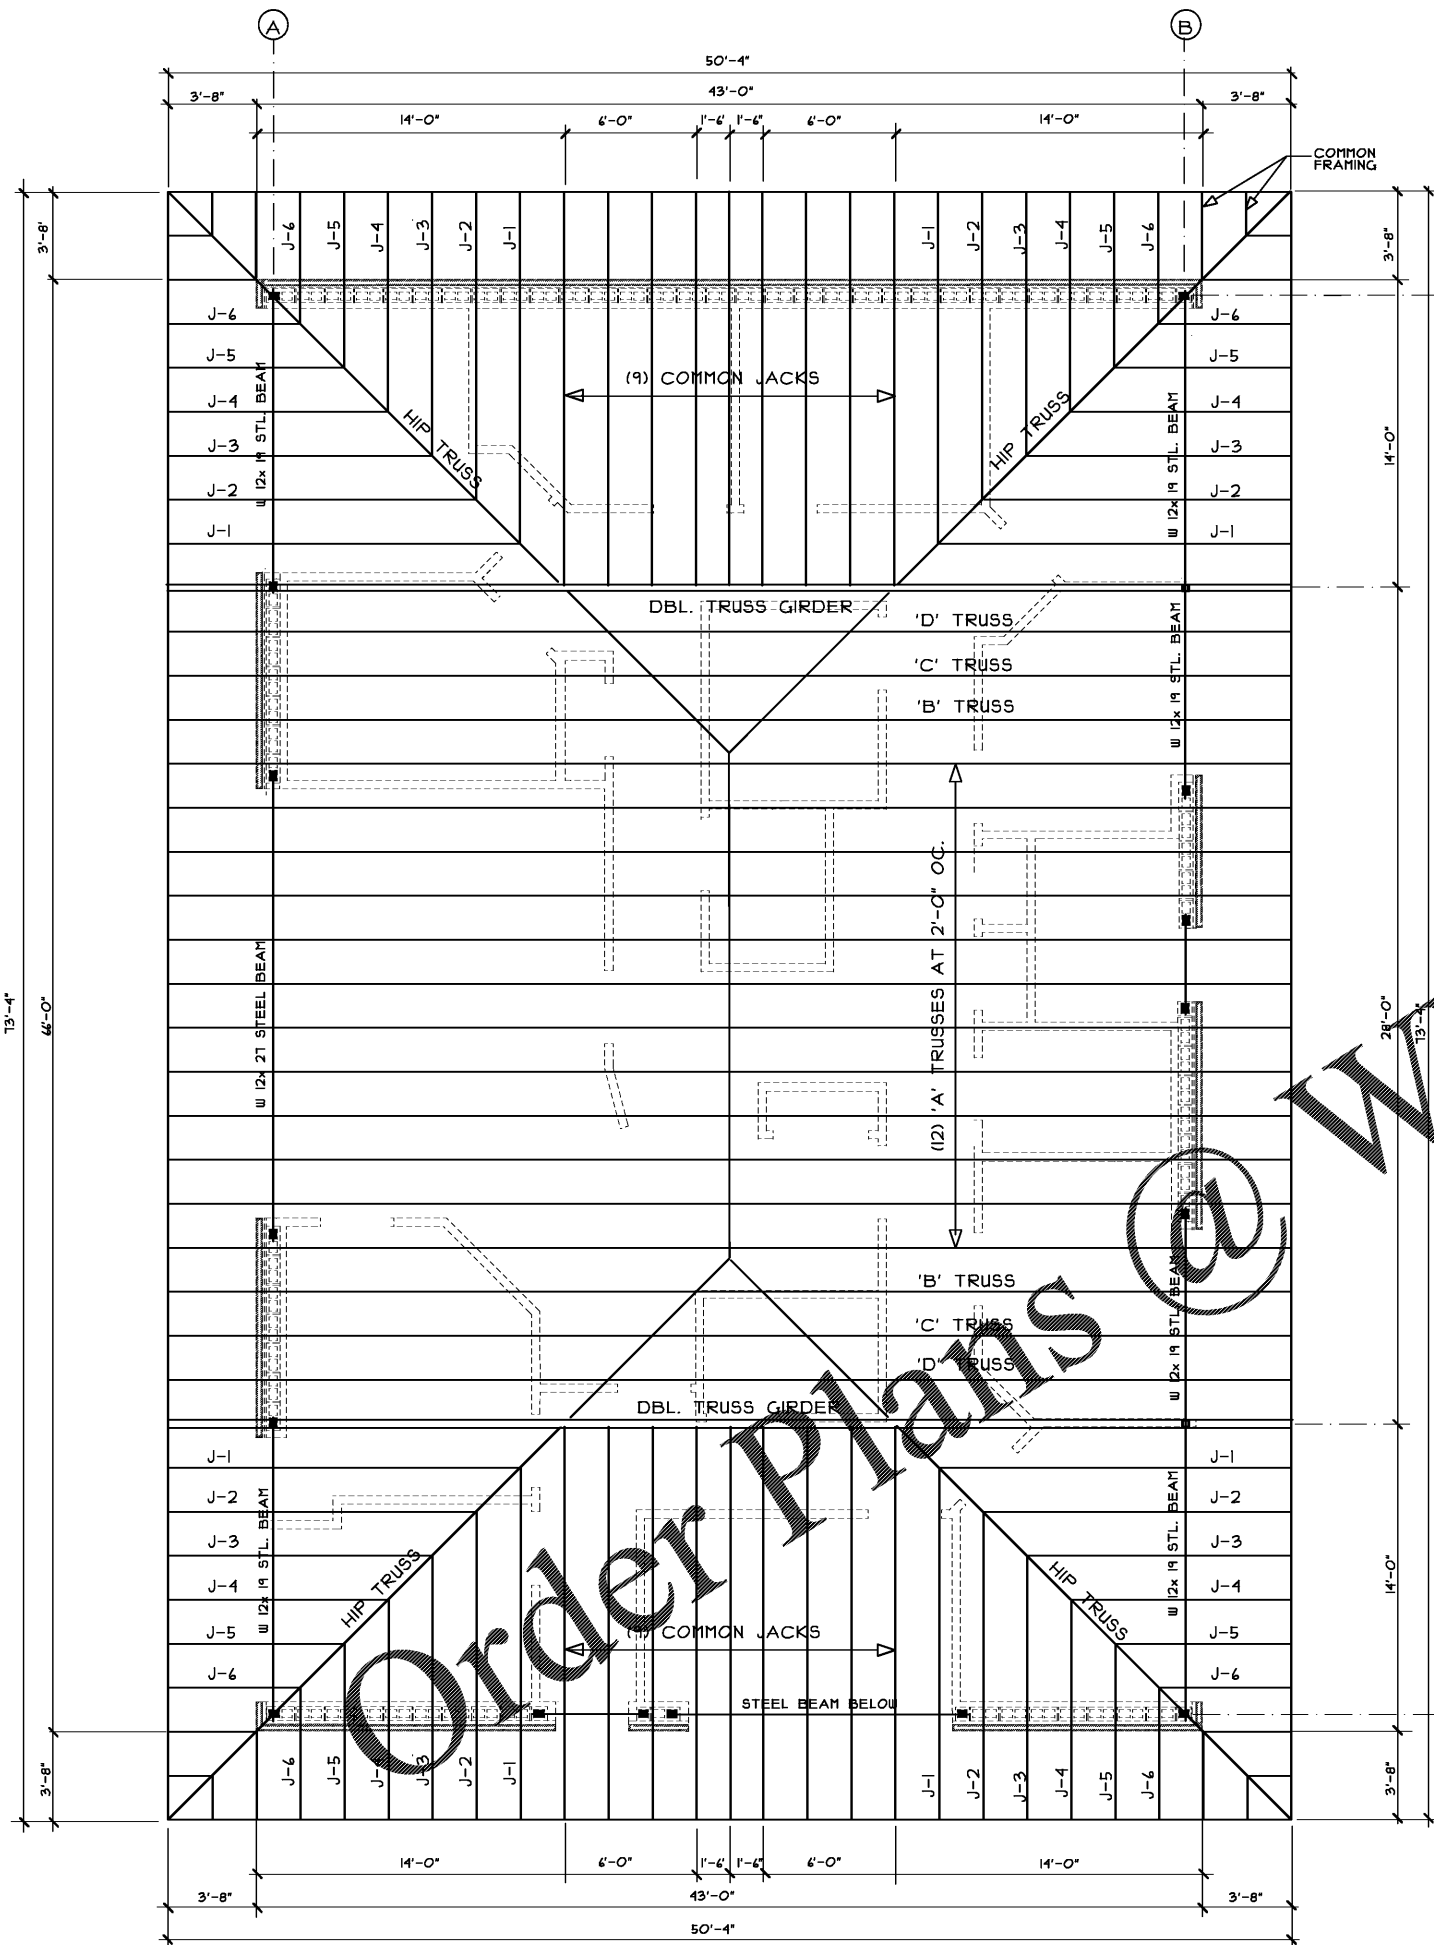 A
B
50'-4"
3'-8"
43'-0"
3'-8"
14'-0"
6'-0"
1'-6'
1'-6"
6'-0"
14'-0"
COMMON
FRAMING
J-6
J-5
J-4
J-3
J-2
J-1
J-1
J-2
J-3
J-4
J-5
J-6
3'-8'
3'-8"
J-6
J-5
J-4
J-3
J-2
J-1
W 12x 19 STL. BEAM
HIP TRUSS
(9) COMMON JACKS
HIP TRUSS
W 12x 19 STL. BEAM
J-6
J-5
J-4
J-3
J-2
J-1
14'-0"
DBL. TRUSS GIRDER
'D' TRUSS
'C' TRUSS
'B' TRUSS
W 12x 19 STL. BEAM
73'-4"
66'-0"
W 12x 27 STEEL BEAM
(12) 'A' TRUSSES AT 2'-0" OC.
28'-0"
73'-4"
'B' TRUSS
'C' TRUSS
'D' TRUSS
W 12x 19 STL. BEAM
DBL. TRUSS GIRDER
J-1
J-2
J-3
J-4
J-5
J-6
W 12x 19 STL. BEAM
HIP TRUSS
(9) COMMON JACKS
HIP TRUSS
W 12x 19 STL. BEAM
J-1
J-2
J-3
J-4
J-5
J-6
14'-0"
STEEL BEAM BELOW
3'-8"
J-6
J-5
J-4
J-3
J-2
J-1
J-1
J-2
J-3
J-4
J-5
J-6
3'-8"
14'-0"
6'-0"
1'-6'
1'-6"
6'-0"
14'-0"
3'-8"
43'-0"
3'-8"
50'-4"
Order Plans @ W